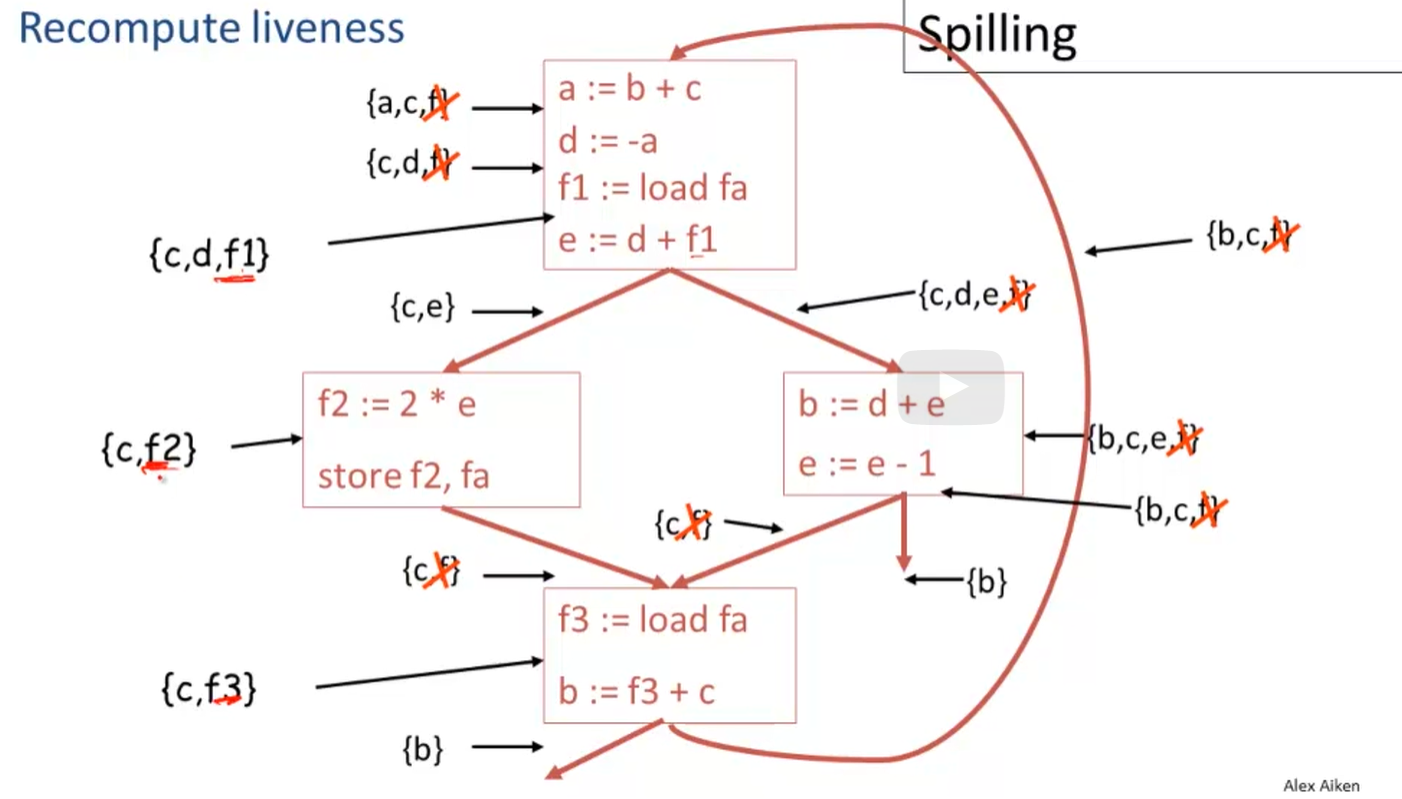 Recompute liveness
Spilling
{a,c,f}
a := b + c
{c,d,f}
d := -a
f1 := load fa
{c,d,f1}
e := d + f1
{b,c,f}
{c,e}
{c,d,e,f}
f2 := 2 * e
b := d + e
{c,f2}
{b,c,e,f}
store f2, fa
e := e - 1
{b,c,f}
{c,f}
{c,f}
{b}
f3 := load fa
{c,f3}
b := f3 + c
{b}
Alex Aiken